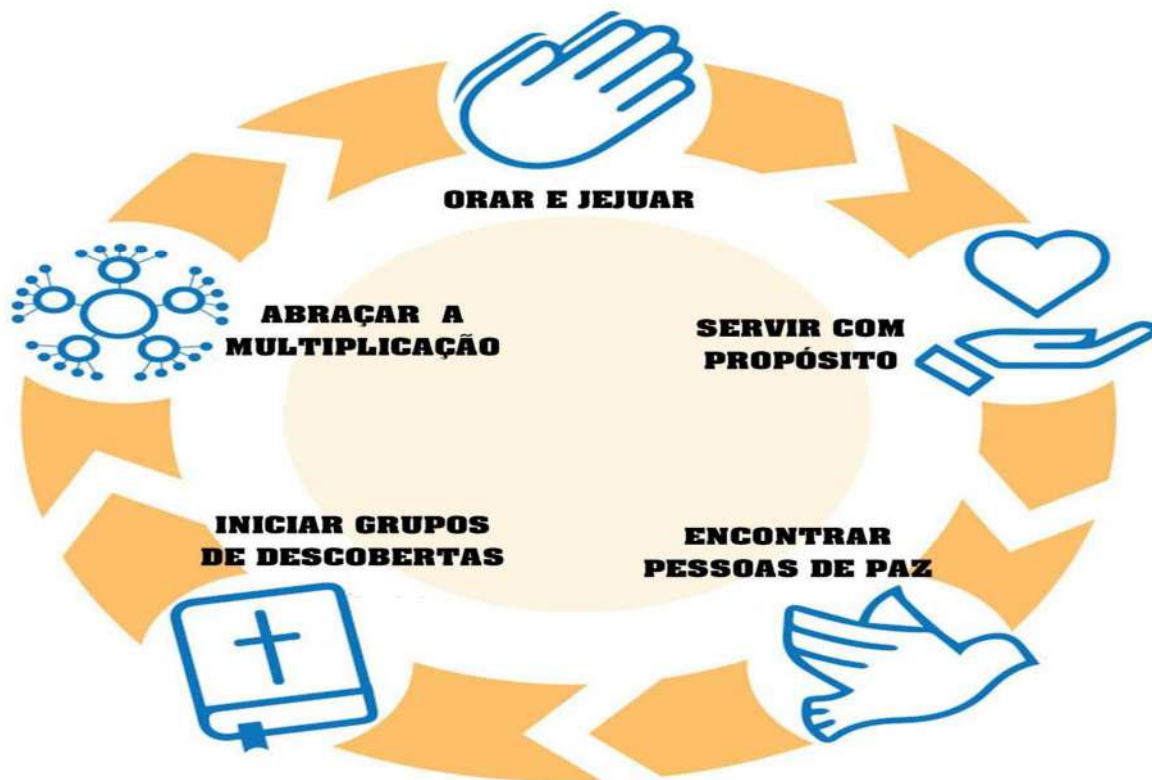 ORAR E JEJUAR
SERVIR COM
PROPÓSITO
ENCONTRAR
PESSOAS DE PAZ
INICIAR GRUPOS
DE DESCOBERTAS
ABRAÇAR A
MULTIPLICAÇÃO